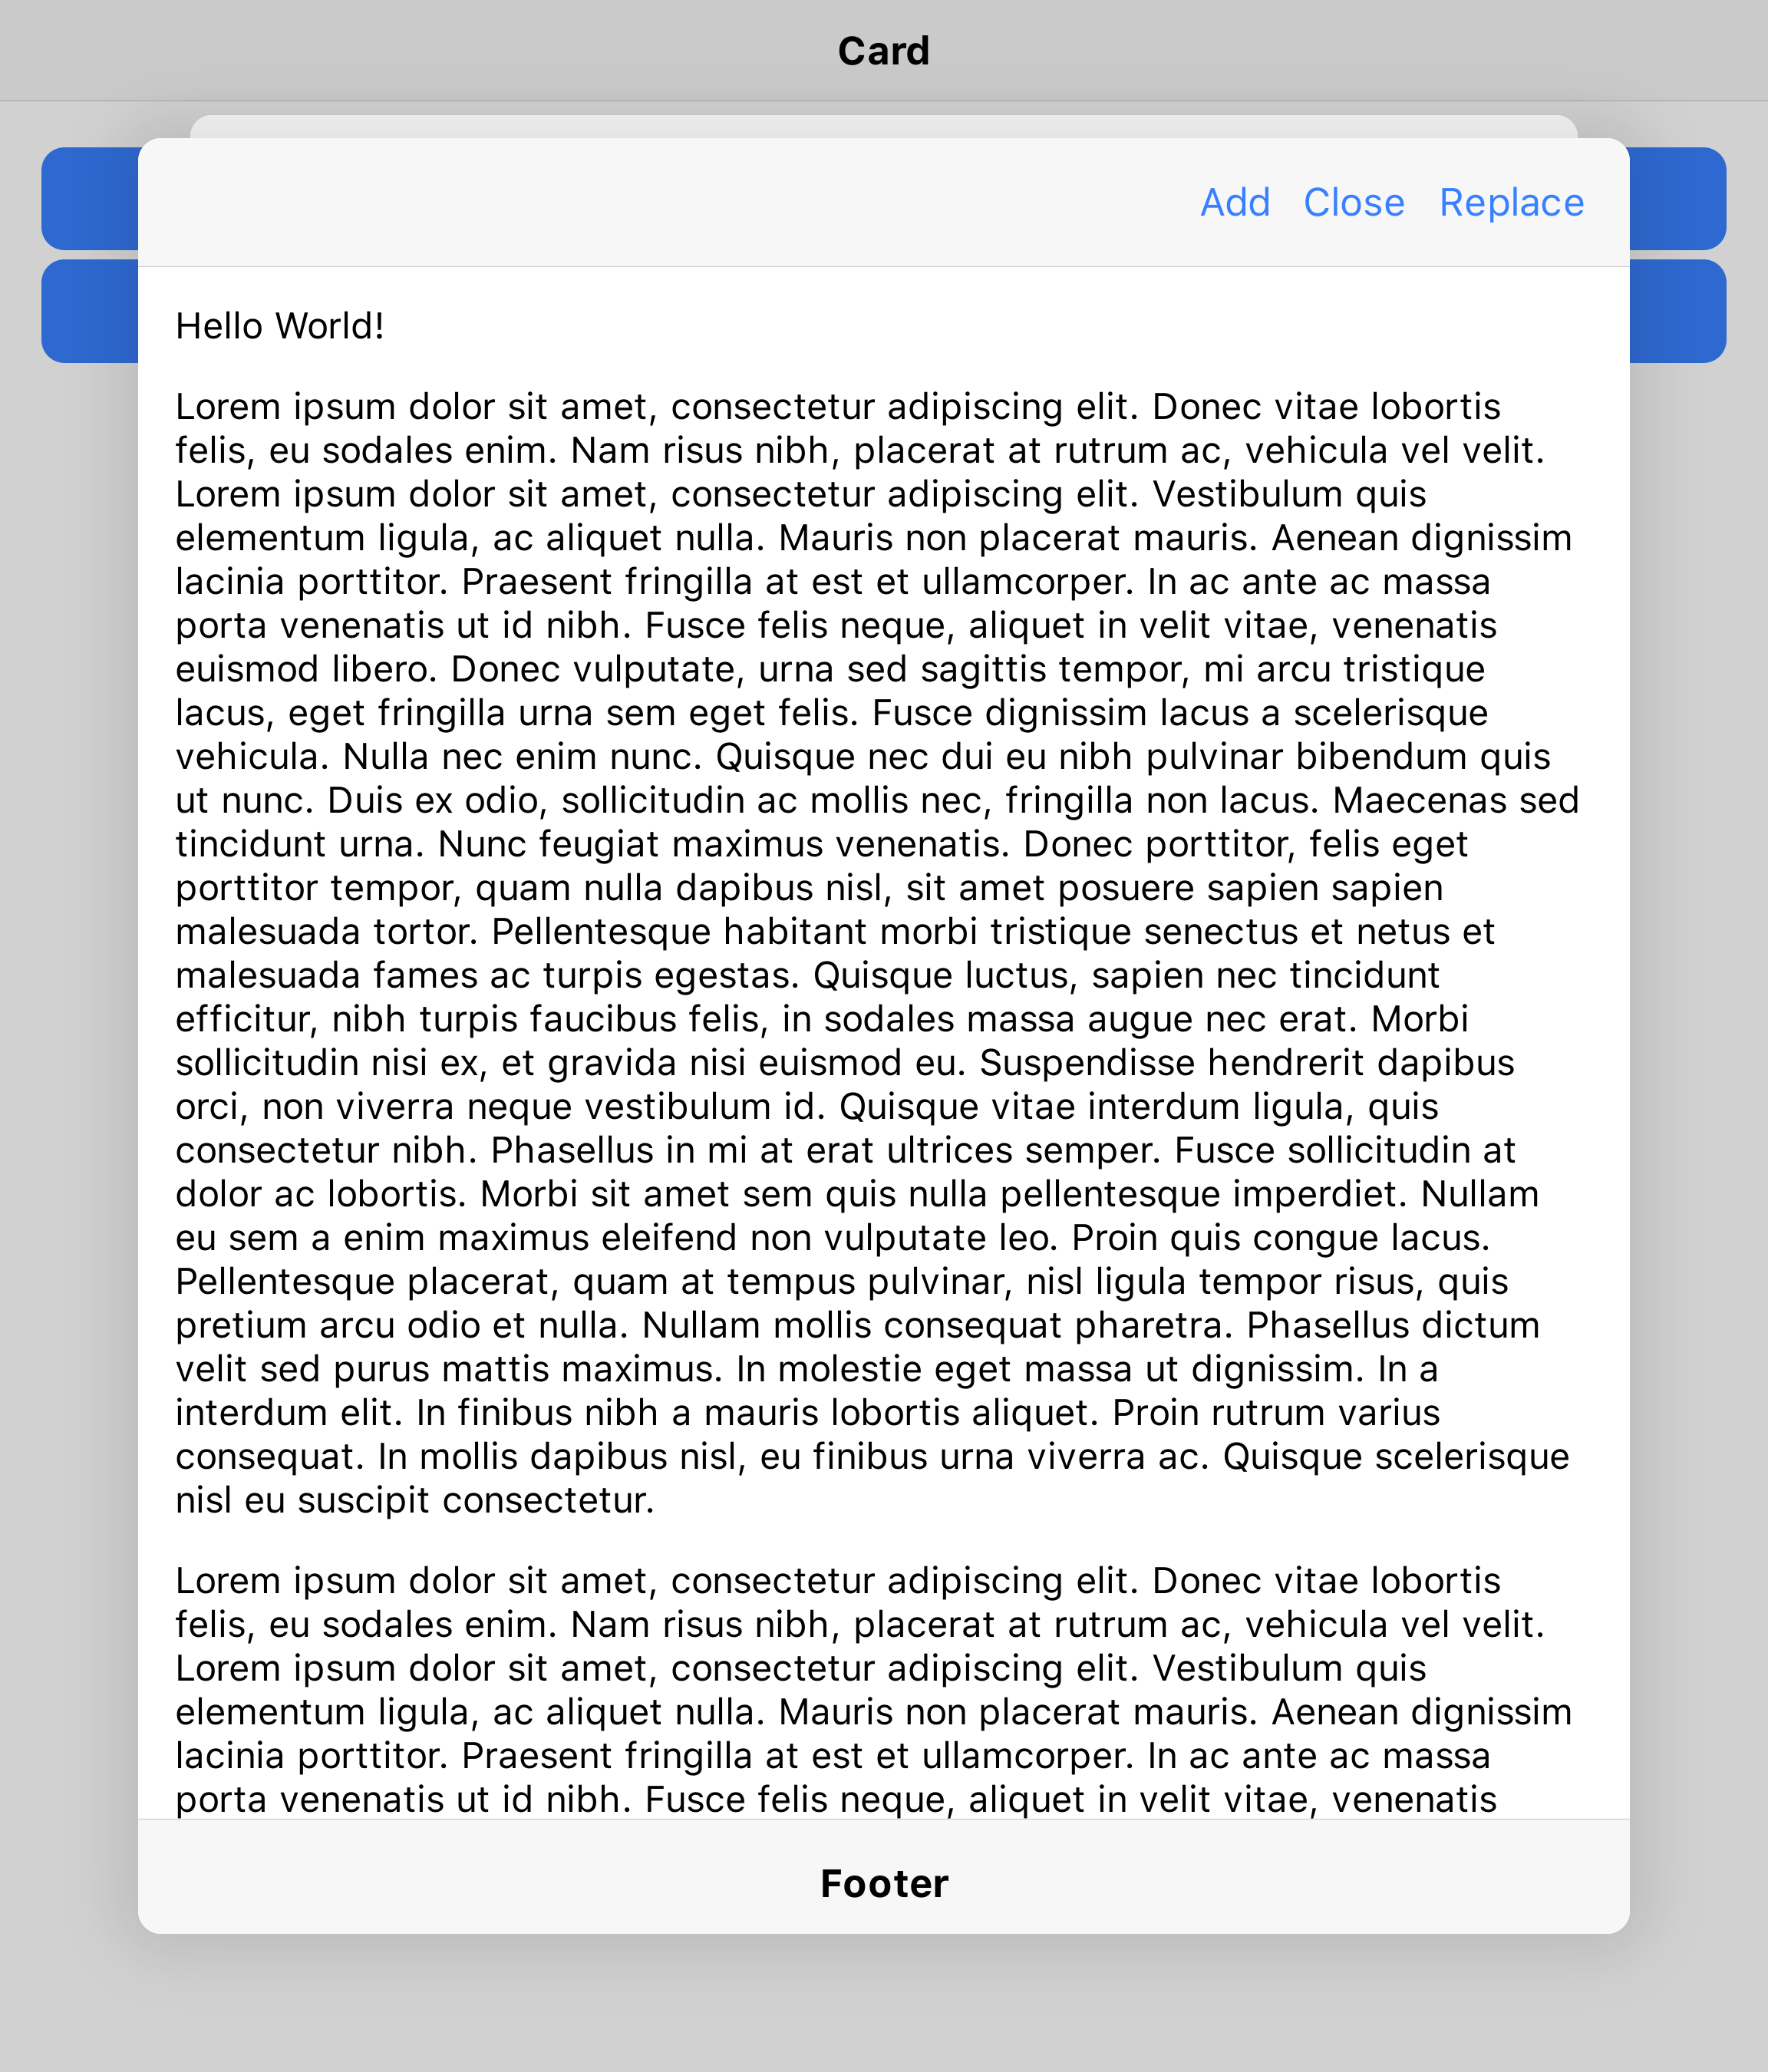 Card
Add Close Replace
Hello World!
Lorem ipsum dolor sit amet, consectetur adipiscing elit. Donec vitae lobortis
felis, eu sodales enim. Nam risus nibh, placerat at rutrum ac, vehicula vel velit.
Lorem ipsum dolor sit amet, consectetur adipiscing elit. Vestibulum quis
elementum ligula, ac aliquet nulla. Mauris non placerat mauris. Aenean dignissim
lacinia porttitor. Praesent fringilla at est et ullamcorper. In ac ante ac massa
porta venenatis ut id nibh. Fusce felis neque, aliquet in velit vitae, venenatis
euismod libero. Donec vulputate, urna sed sagittis tempor, mi arcu tristique
lacus, eget fringilla urna sem eget felis. Fusce dignissim lacus a scelerisque
vehicula. Nulla nec enim nunc. Quisque nec dui eu nibh pulvinar bibendum quis
ut nunc. Duis ex odio, sollicitudin ac mollis nec, fringilla non lacus. Maecenas sed
tincidunt urna. Nunc feugiat maximus venenatis. Donec porttitor, felis eget
porttitor tempor, quam nulla dapibus nisl, sit amet posuere sapien sapien
malesuada tortor. Pellentesque habitant morbi tristique senectus et netus et
malesuada fames ac turpis egestas. Quisque luctus, sapien nec tincidunt
efficitur, nibh turpis faucibus felis, in sodales massa augue nec erat. Morbi
sollicitudin nisi ex, et gravida nisi euismod eu. Suspendisse hendrerit dapibus
orci, non viverra neque vestibulum id. Quisque vitae interdum ligula, quis
consectetur nibh. Phasellus in mi at erat ultrices semper. Fusce sollicitudin at
dolor ac lobortis. Morbi sit amet sem quis nulla pellentesque imperdiet. Nullam
eu sem a enim maximus eleifend non vulputate leo. Proin quis congue lacus.
Pellentesque placerat, quam at tempus pulvinar, nisl ligula tempor risus, quis
pretium arcu odio et nulla. Nullam mollis consequat pharetra. Phasellus dictum
velit sed purus mattis maximus. In molestie eget massa ut dignissim. In a
interdum elit. In finibus nibh a mauris lobortis aliquet. Proin rutrum varius
consequat. In mollis dapibus nisl, eu finibus urna viverra ac. Quisque scelerisque
nisl eu suscipit consectetur.
Lorem ipsum dolor sit amet, consectetur adipiscing elit. Donec vitae lobortis
felis, eu sodales enim. Nam risus nibh, placerat at rutrum ac, vehicula vel velit.
Lorem ipsum dolor sit amet, consectetur adipiscing elit. Vestibulum quis
elementum ligula, ac aliquet nulla. Mauris non placerat mauris. Aenean dignissim
lacinia porttitor. Praesent fringilla at est et ullamcorper. In ac ante ac massa
porta venenatis ut id nibh. Fusce felis neque, aliquet in velit vitae, venenatis
Footer